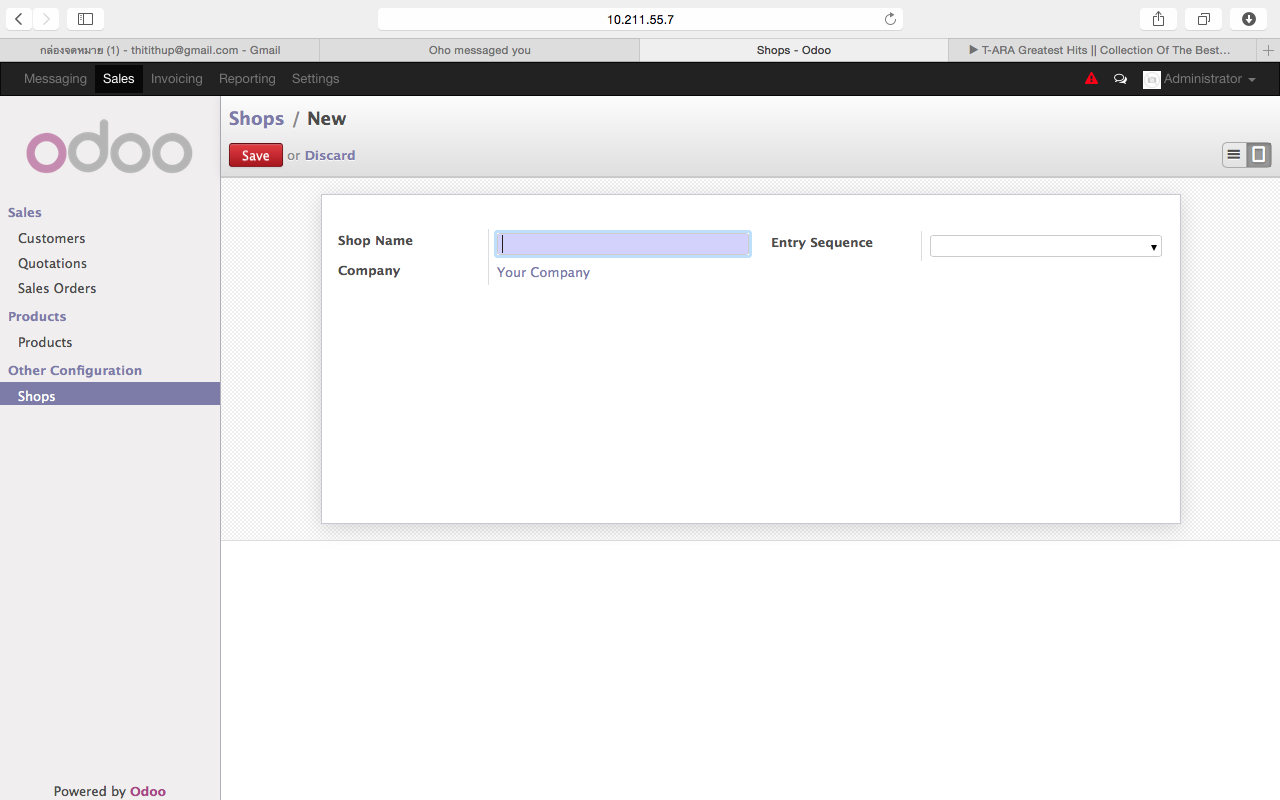 10.211.55.7
กล่องจดหมาย (1) - thitithup@gmail.com - Gmail
Oho messaged you
Shops - Odoo
▶ T-ARA Greatest Hits || Collection Of The Best...
Messaging Sales Invoicing Reporting Settings
Administrator
odoo
Shops / New
Save or Discard
Sales
Customers
Quotations
Sales Orders
Products
Products
Other Configuration
Shops
Shop Name
Entry Sequence
Company
Your Company
Powered by Odoo